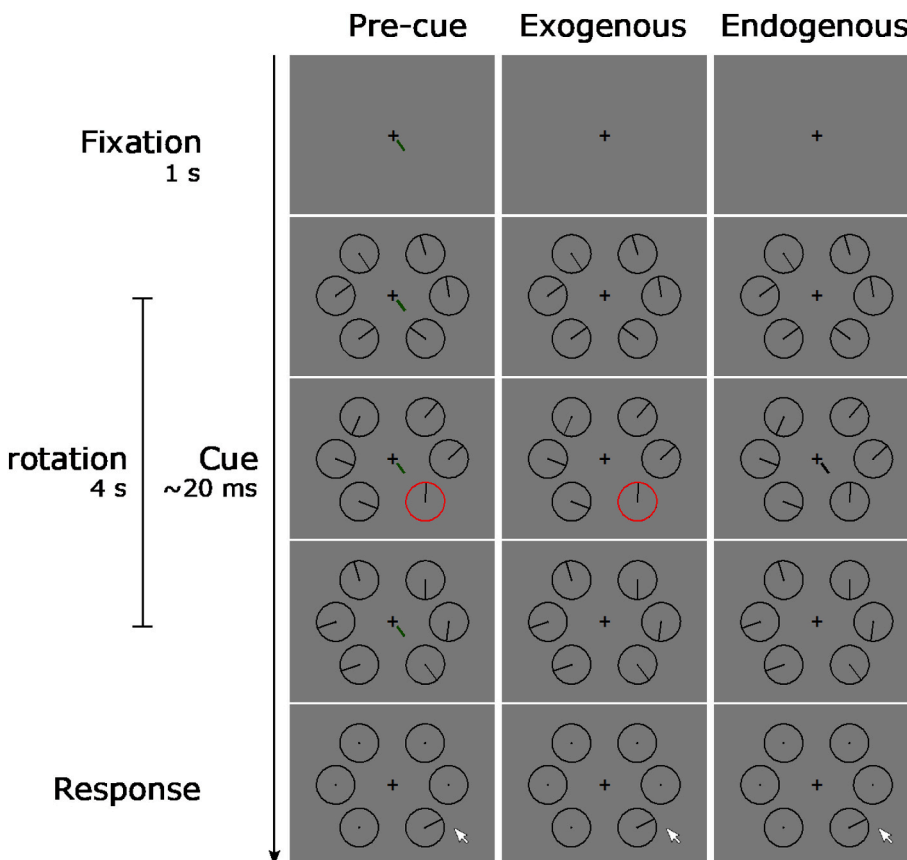 Pre-cue Exogenous Endogenous
Fixation
1 s
rotation
4 s
Cue
~20 ms
Response